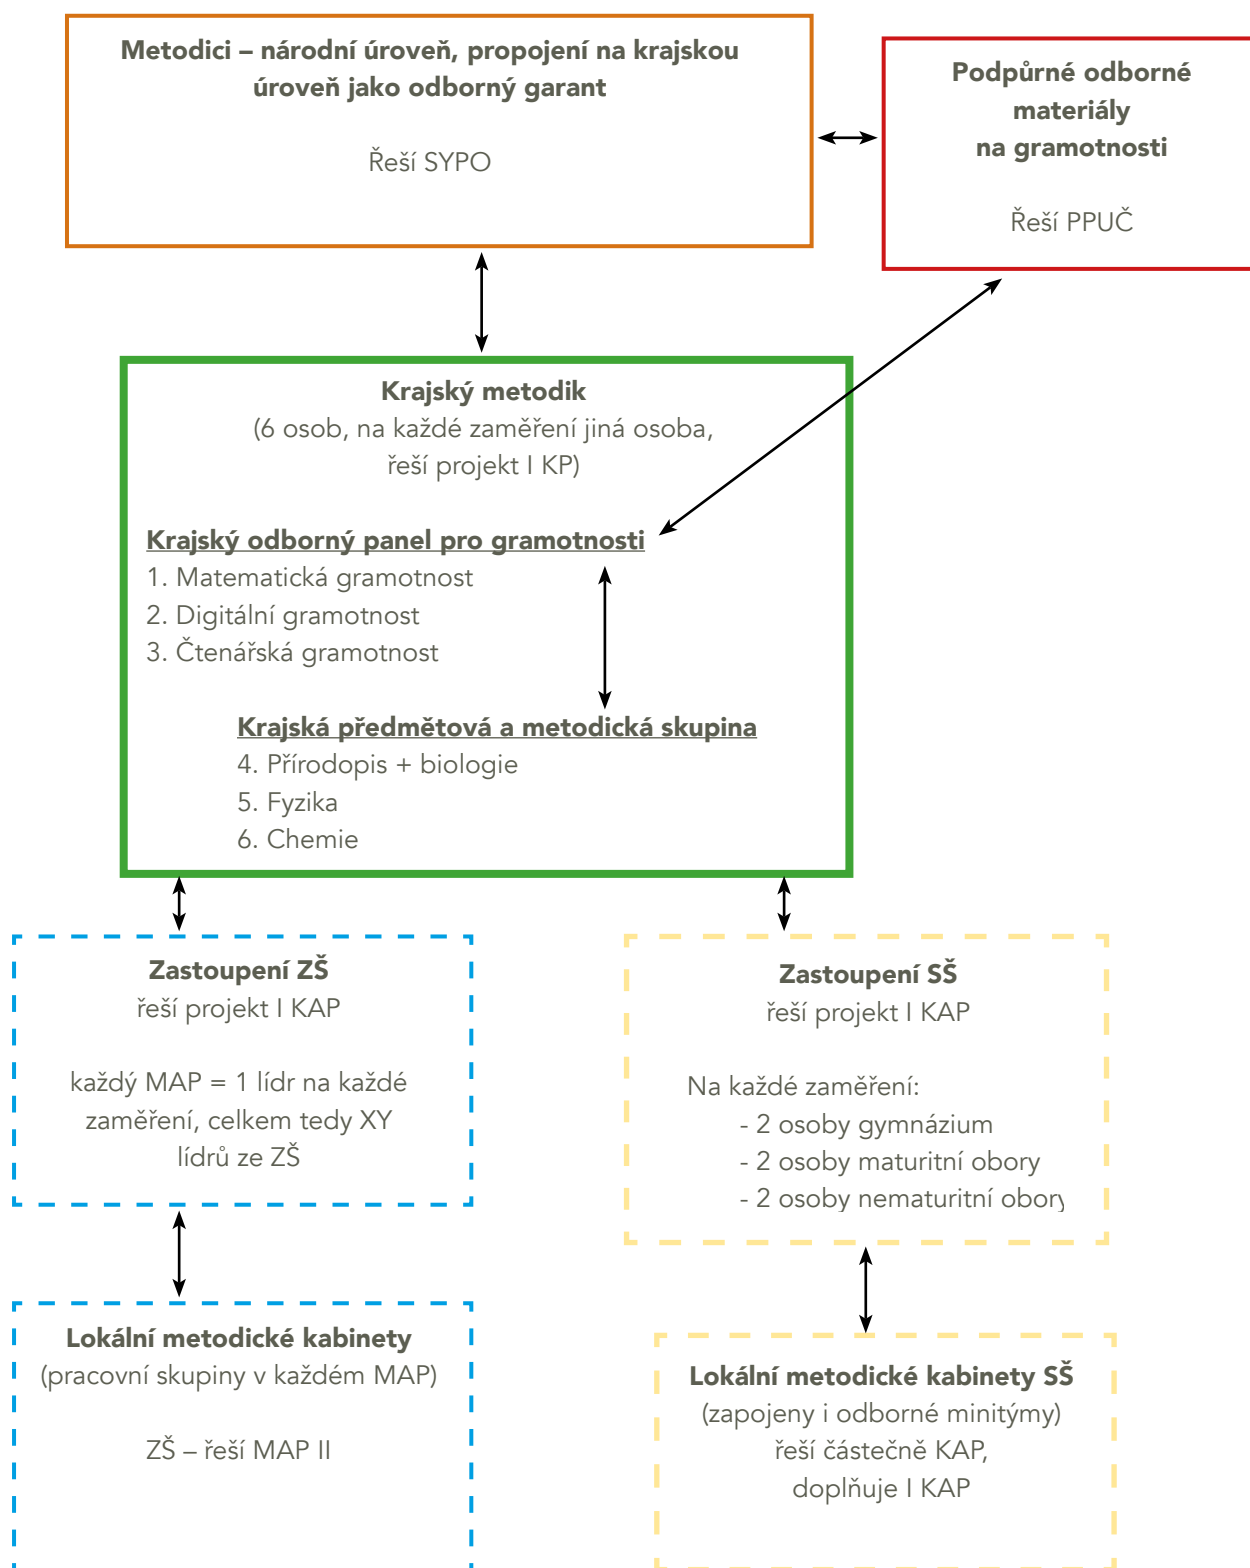 Metodici – národní úroveň, propojení na krajskou
úroveň jako odborný garant
Řeší SYPO
Podpůrné odborné
materiály
na gramotnosti
Řeší PPUČ
Krajský metodik
(6 osob, na každé zaměření jiná osoba,
řeší projekt I KP)
Krajský odborný panel pro gramotnosti
1. Matematická gramotnost
2. Digitální gramotnost
3. Čtenářská gramotnost
Krajská předmětová a metodická skupina
4. Přírodopis + biologie
5. Fyzika
6. Chemie
Zastoupení ZŠ
řeší projekt I KAP
každý MAP = 1 lídr na každé
zaměření, celkem tedy XY
lídrů ze ZŠ
Zastoupení SŠ
řeší projekt I KAP
Na každé zaměření:
- 2 osoby gymnázium
- 2 osoby maturitní obory
- 2 osoby nematuritní obory
Lokální metodické kabinety
(pracovní skupiny v každém MAP)
ZŠ – řeší MAP II
Lokální metodické kabinety SŠ
(zapojeny i odborné minitýmy)
řeší částečně KAP,
doplňuje I KAP